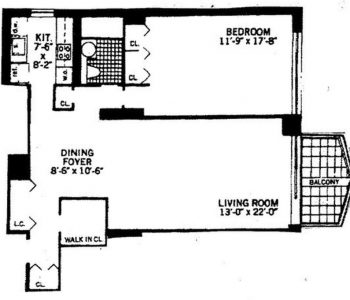 d.w.
KIT.
7'-6"
x
8'-2"
ref.
w.o.
CL.
CL.
CL.
BEDROOM
11'-9" x 17'-8"
CL.
DINING
FOYER
8'-6" x 10'-6"
BALCONY
LIVING ROOM
13'-0" x 22'-0"
L.C.
WALK IN CL.
CL.